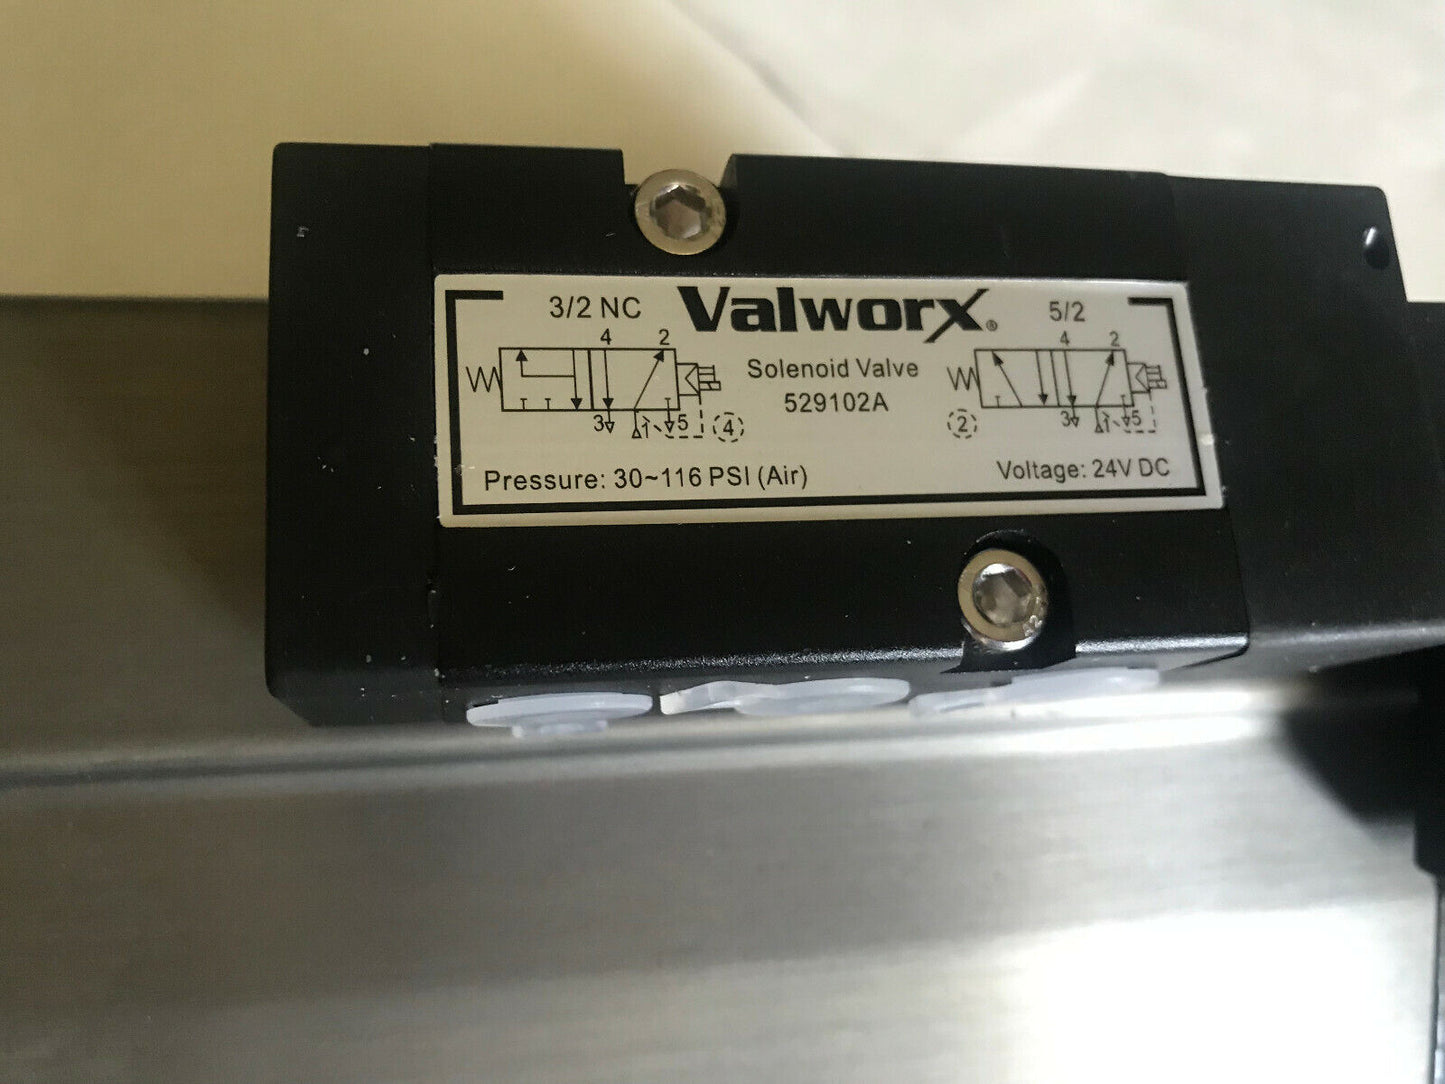 3/2 NC Valworx® 5/2
4 2 4 2
Solenoid Valve
529102A
3 1 5 4 2 3 1 5
Pressure: 30~116 PSI (Air) Voltage: 24V DC